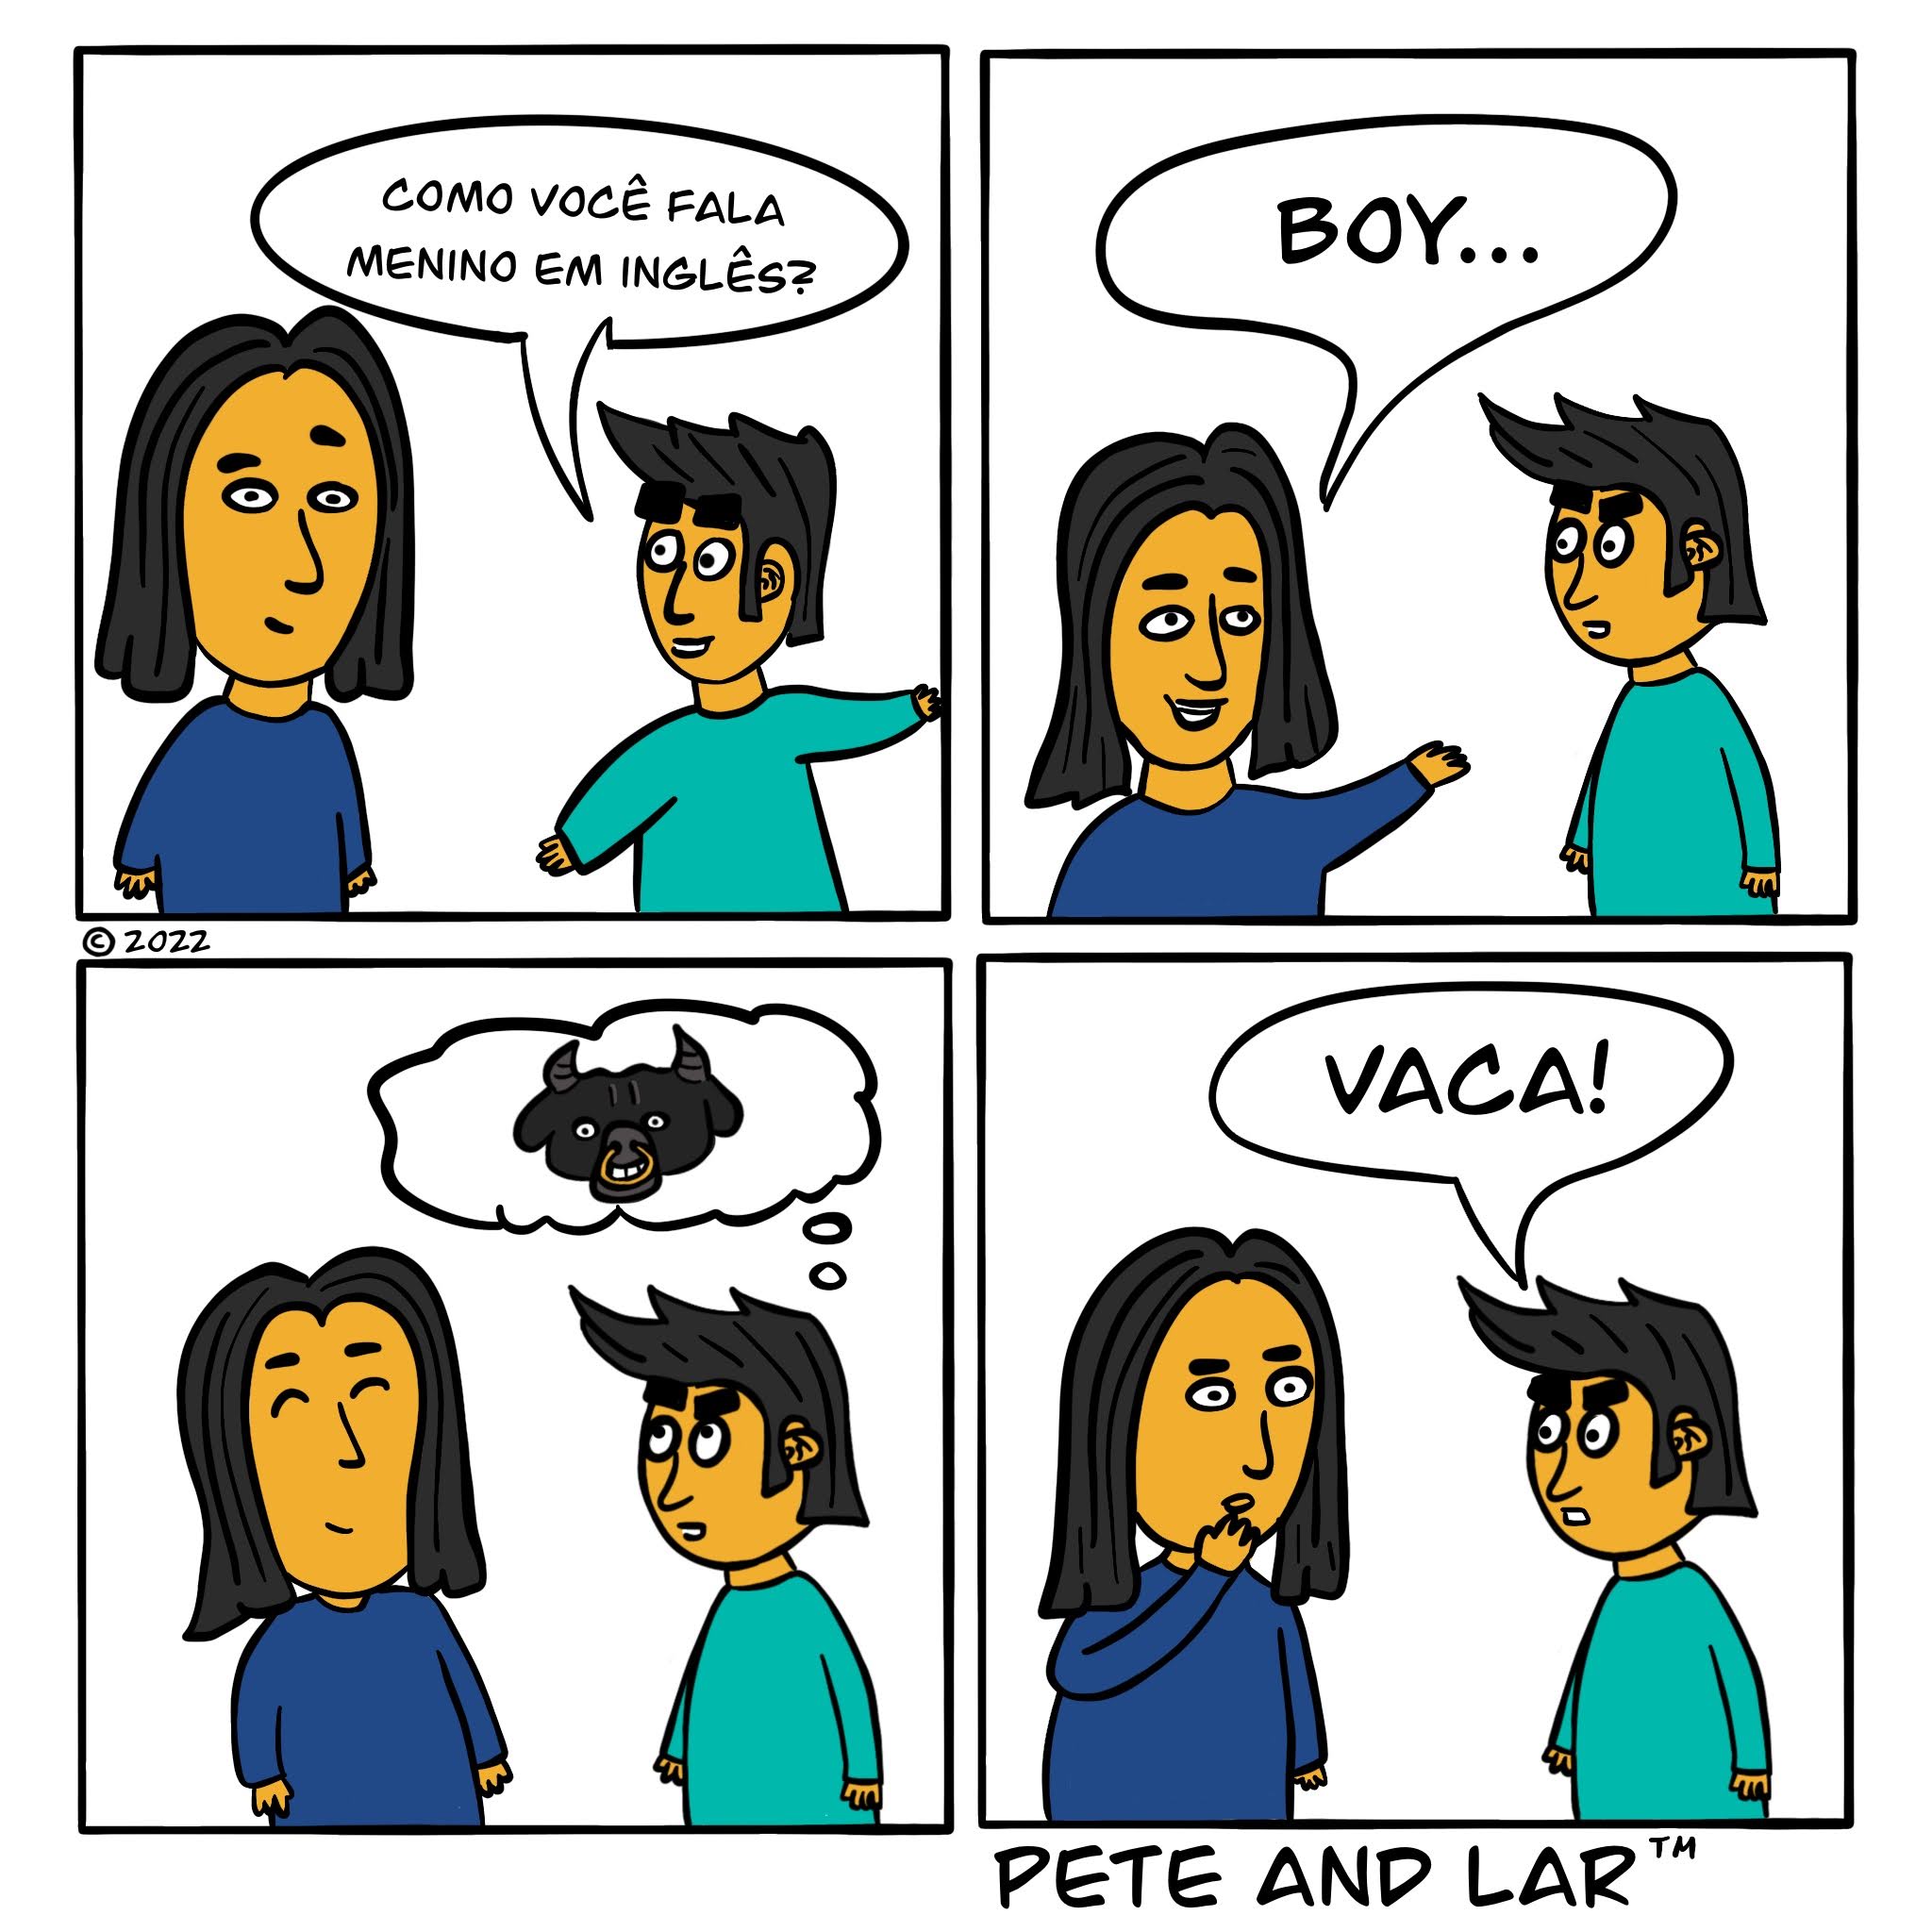 COMO VOCÊ FALA
MENINO EM INGLÊS?
BOY...
© 2022
VACA!
PETE AND LAR™